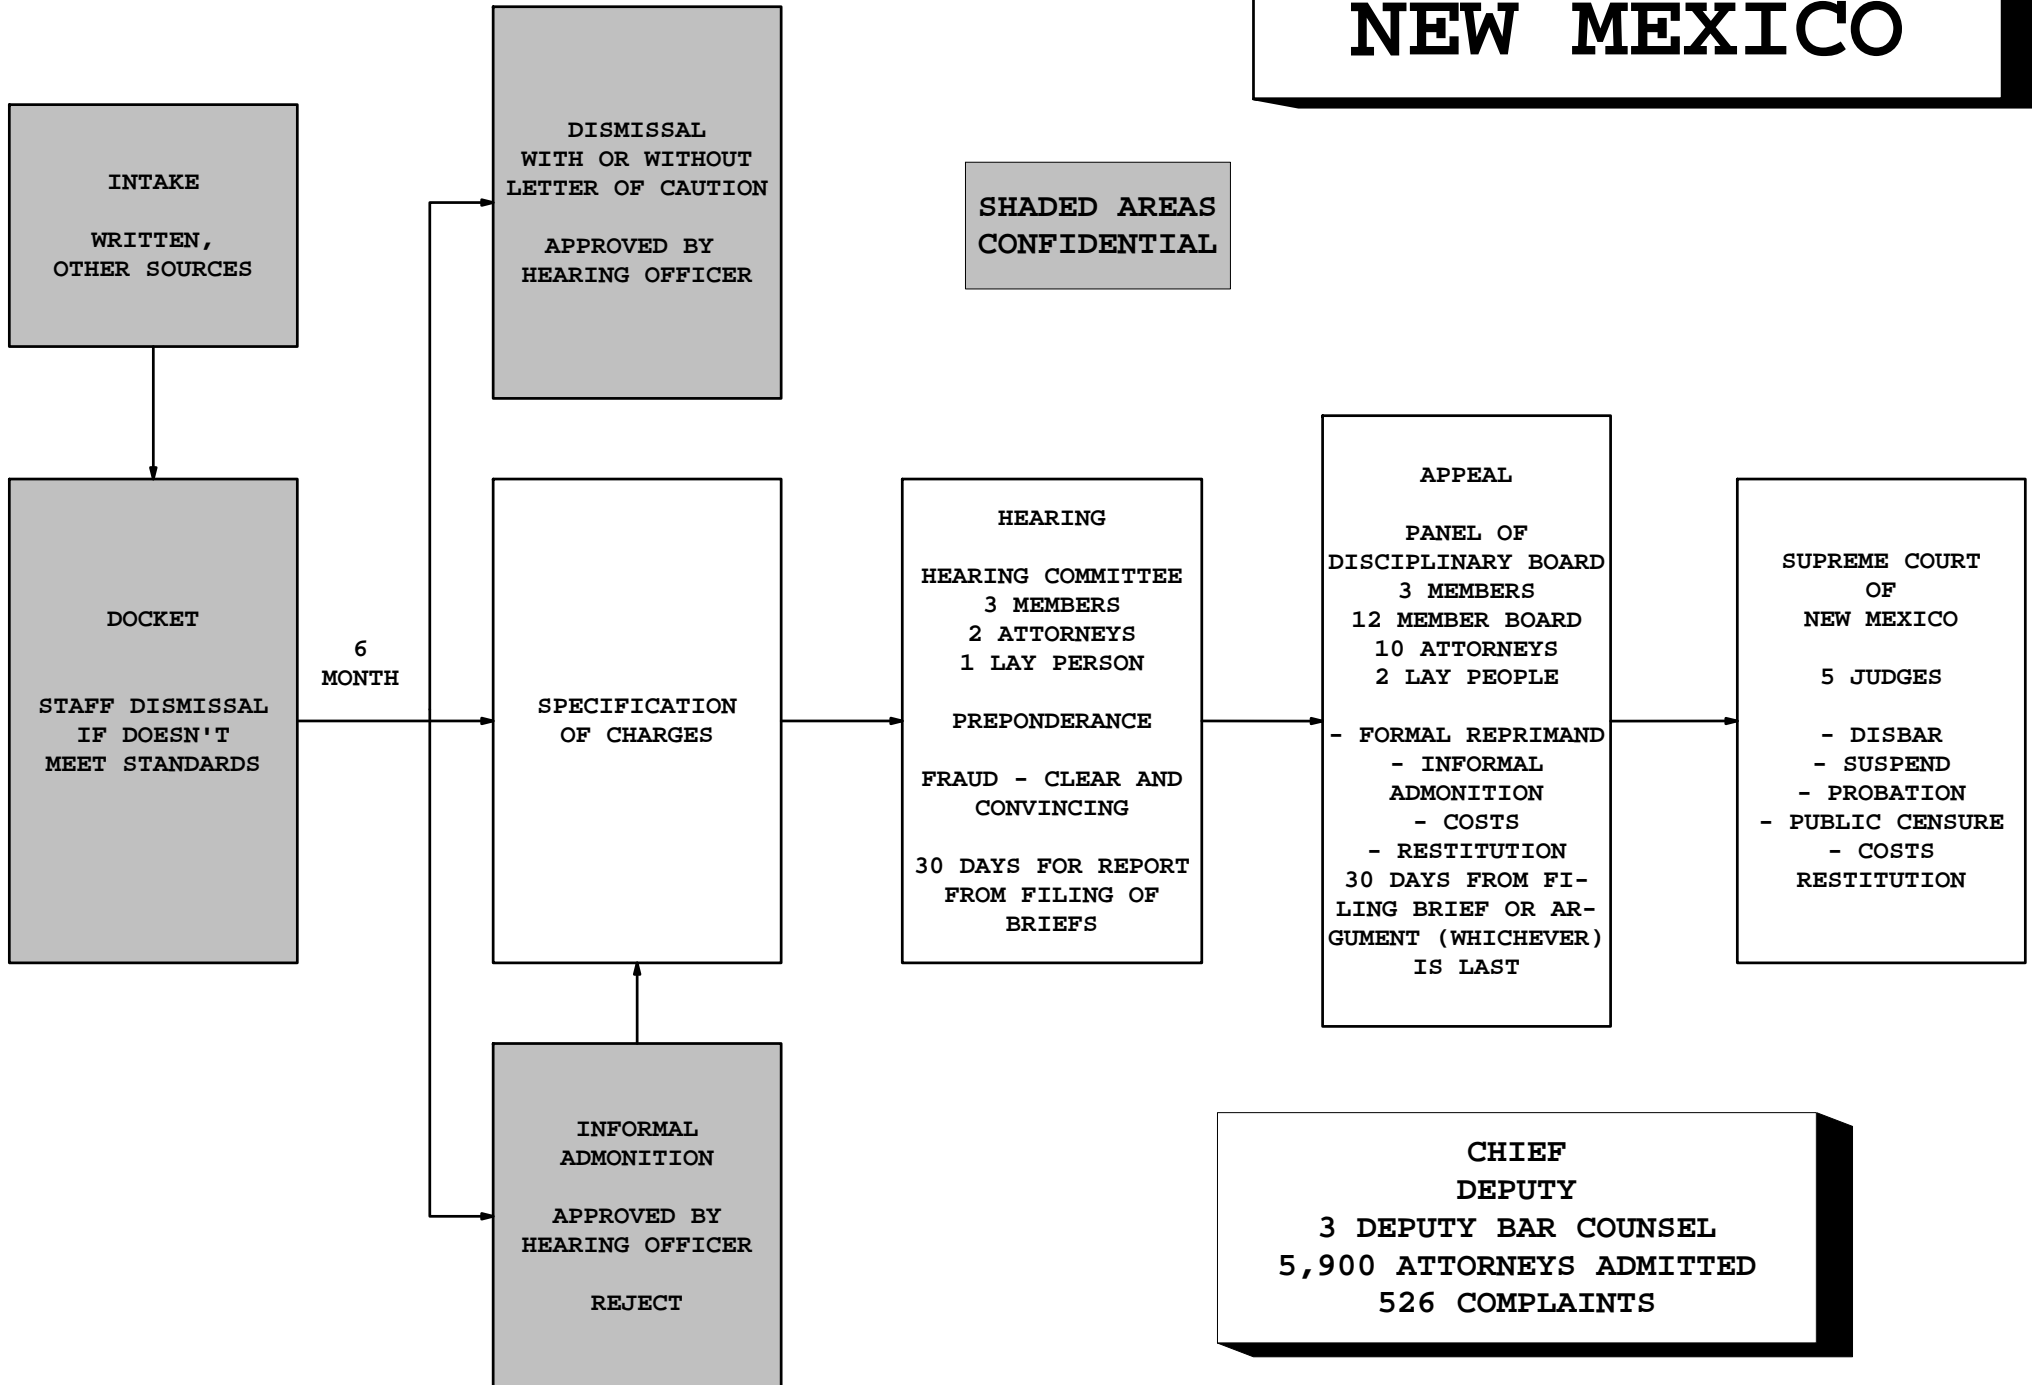 NEW MEXICO
INTAKE
WRITTEN,
OTHER SOURCES
DISMISSAL
WITH OR WITHOUT
LETTER OF CAUTION
APPROVED BY
HEARING OFFICER
SHADED AREAS
CONFIDENTIAL
DOCKET
STAFF DISMISSAL
IF DOESN'T
MEET STANDARDS
6
MONTH
SPECIFICATION
OF CHARGES
HEARING
HEARING COMMITTEE
3 MEMBERS
2 ATTORNEYS
1 LAY PERSON
PREPONDERANCE
FRAUD - CLEAR AND
CONVINCING
30 DAYS FOR REPORT
FROM FILING OF
BRIEFS
APPEAL
PANEL OF
DISCIPLINARY BOARD
3 MEMBERS
12 MEMBER BOARD
10 ATTORNEYS
2 LAY PEOPLE
- FORMAL REPRIMAND
- INFORMAL
ADMONITION
- COSTS
- RESTITUTION
30 DAYS FROM FI-
LING BRIEF OR AR-
GUMENT (WHICHEVER)
IS LAST
SUPREME COURT
OF
NEW MEXICO
5 JUDGES
- DISBAR
- SUSPEND
- PROBATION
- PUBLIC CENSURE
- COSTS
RESTITUTION
INFORMAL
ADMONITION
APPROVED BY
HEARING OFFICER
REJECT
CHIEF
DEPUTY
3 DEPUTY BAR COUNSEL
5,900 ATTORNEYS ADMITTED
526 COMPLAINTS